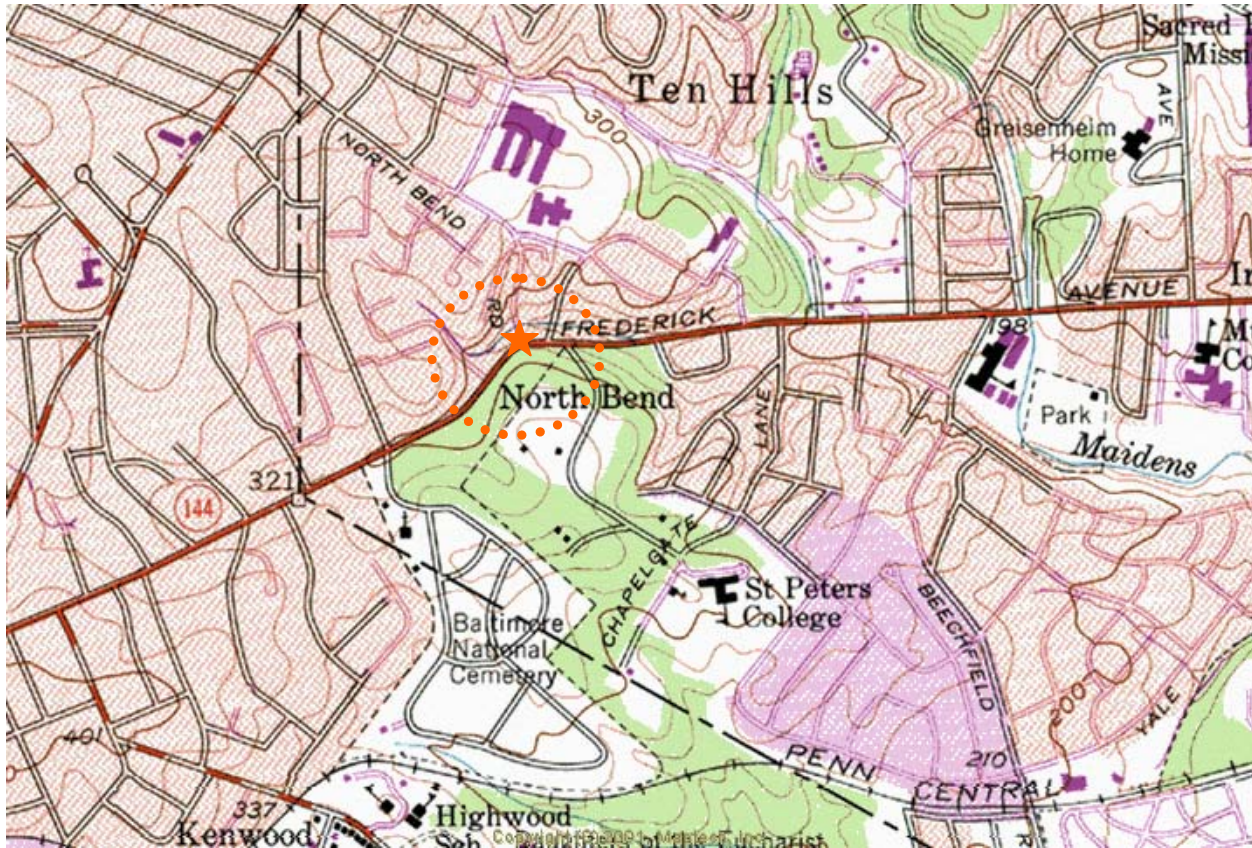 Sacred
Missi
Ten Hills
AVE
300
Greisenheim
Home
NORTH BEND
RD
FREDERICK
AVENUE
198
North Bend
LANE
Park
Maidens
321
144
CHAPELGATE
St Peters
College
BEECHFIELD
Baltimore
National
Cemetery
200
YALE
401
PENN
CENTRAL
210
337
Highwood
Kenwood
Sch